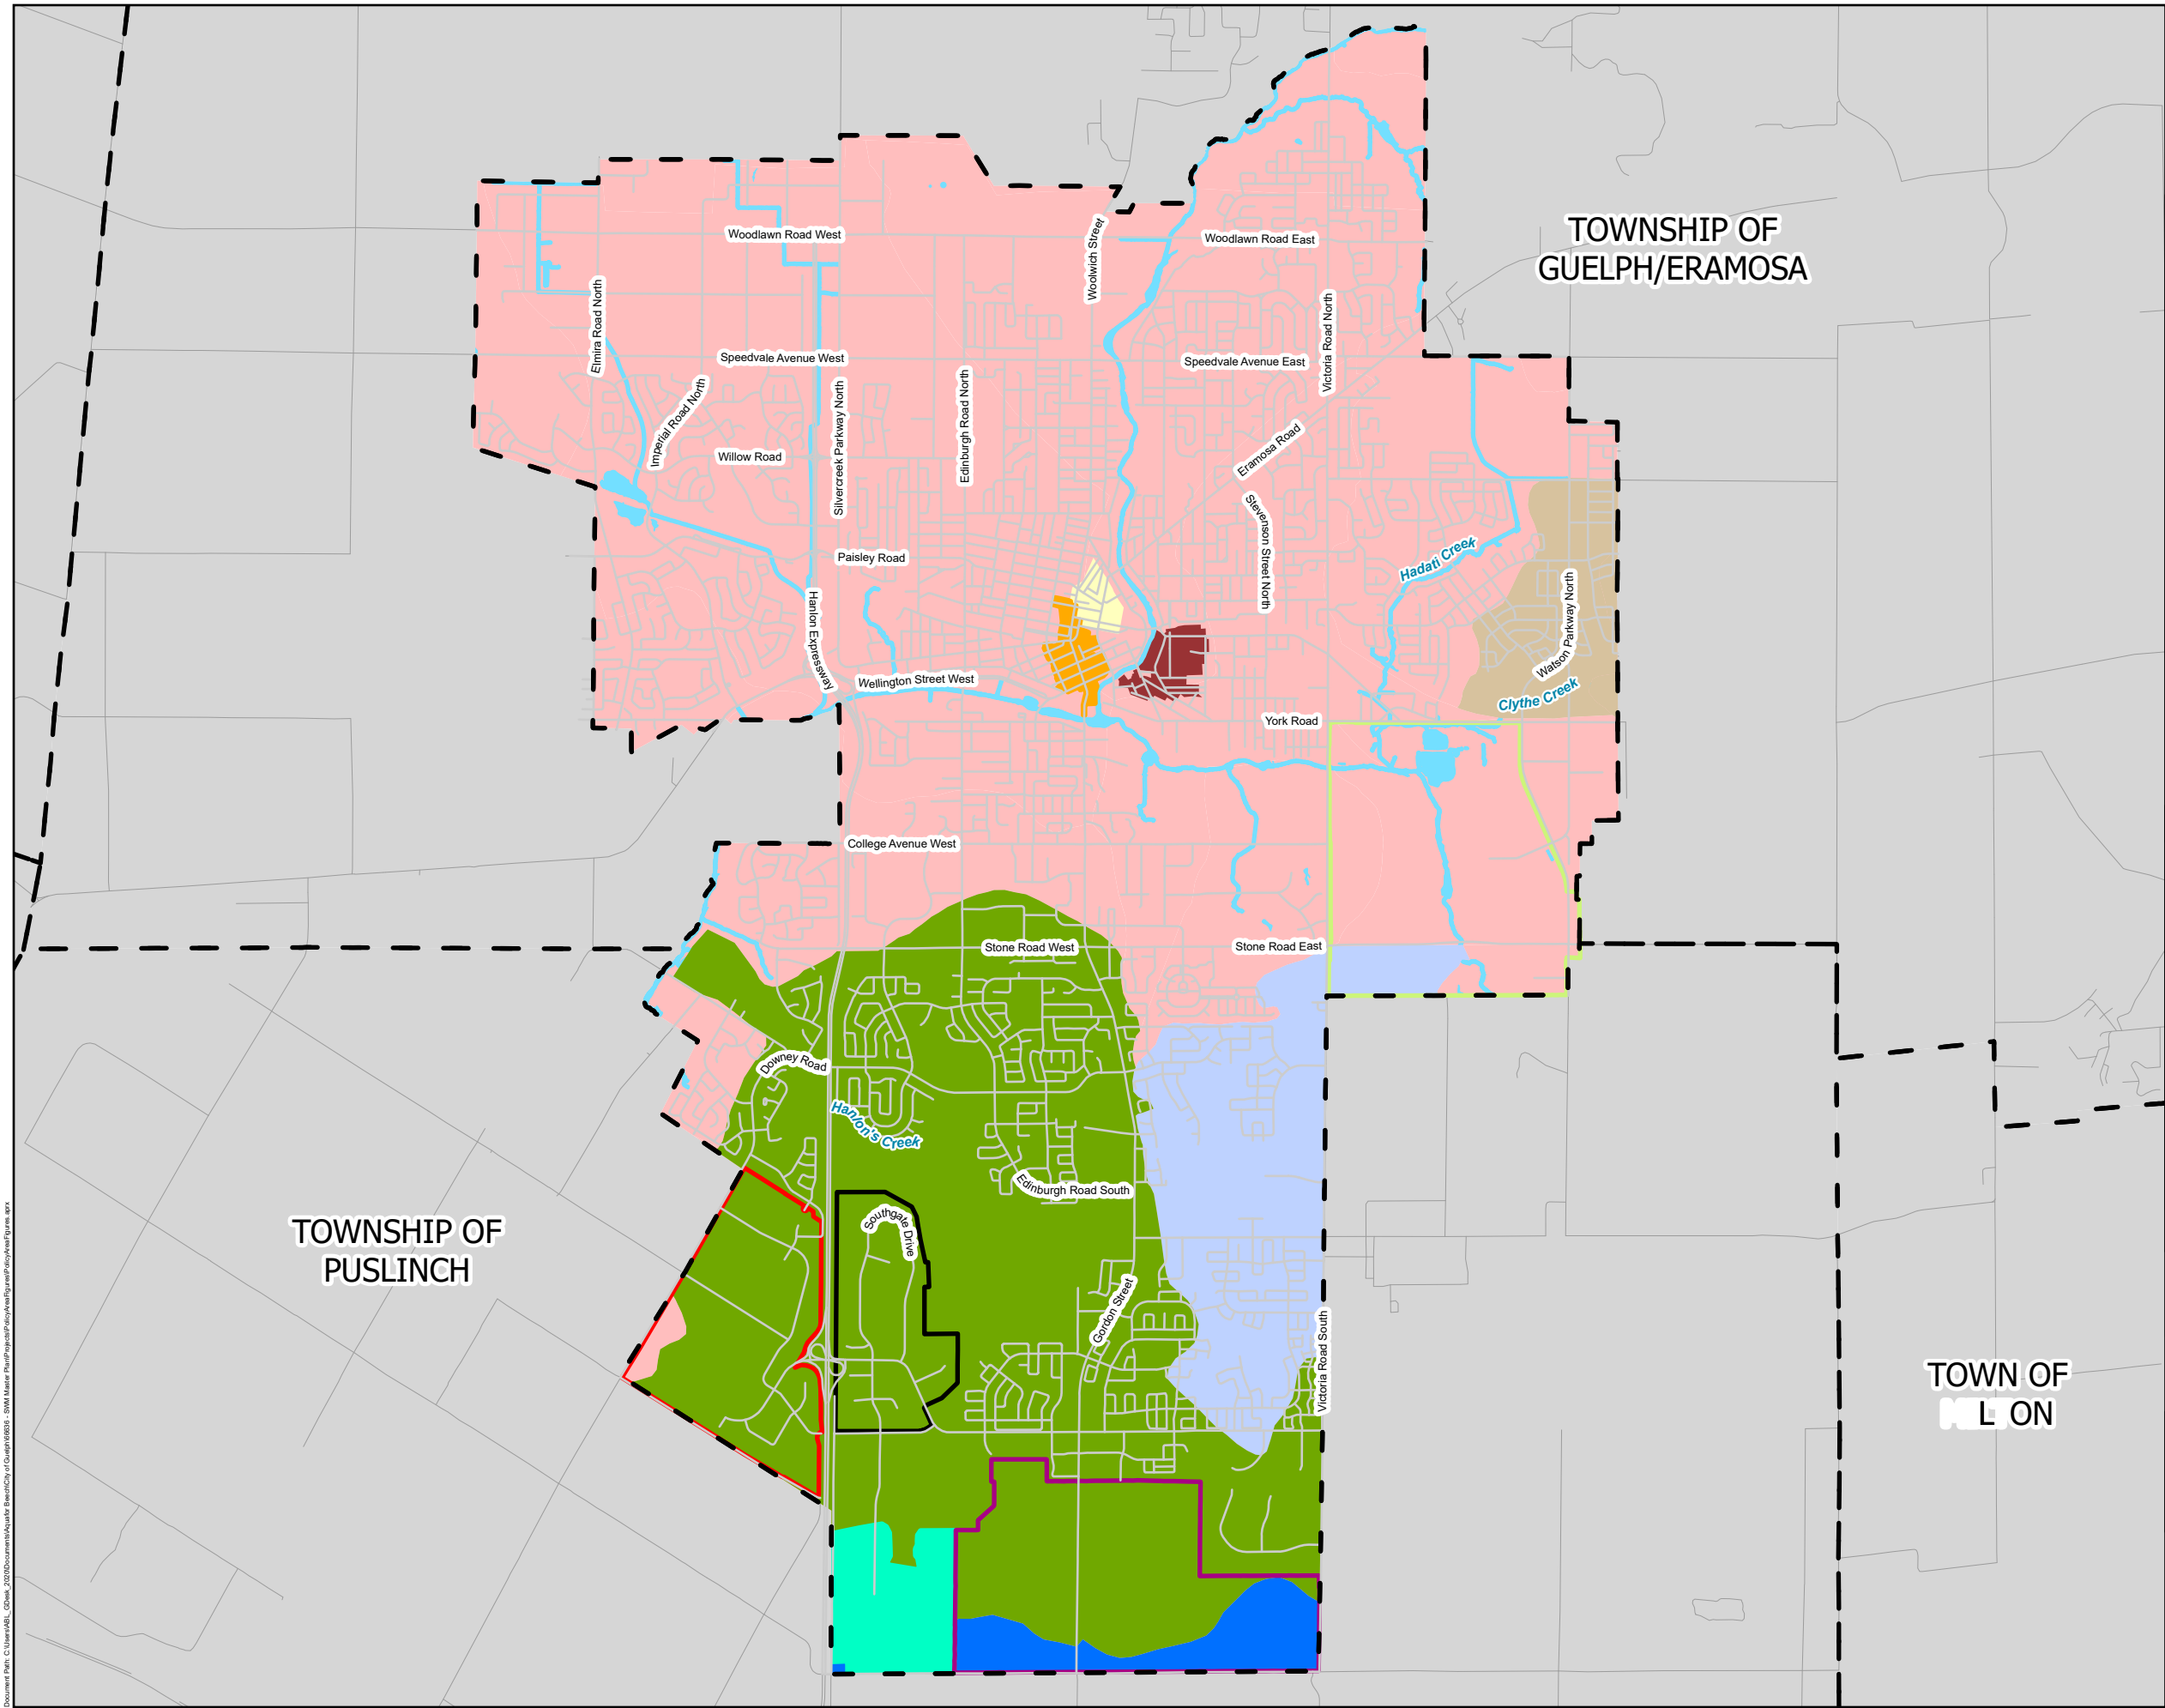 Woodlawn Road West
Woolwich Street
Woodlawn Road East
TOWNSHIP OF
GUELPH/ERAMOSA
Elmira Road North
Speedvale Avenue West
Speedvale Avenue East
Victoria Road North
Imperial Road North
Silvercreek Parkway North
Edinburgh Road North
Willow Road
Eramosa Road
Stevenson Street North
Paisley Road
Hadati Creek
Hanlon Expressway
Watson Parkway North
Wellington Street West
Clythe Creek
York Road
College Avenue West
Stone Road West
Stone Road East
Downey Road
Hanlon's Creek
Edinburgh Road South
Southgate Drive
TOWNSHIP OF
PUSLINCH
Gordon Street
Victoria Road South
TOWN OF
L ON